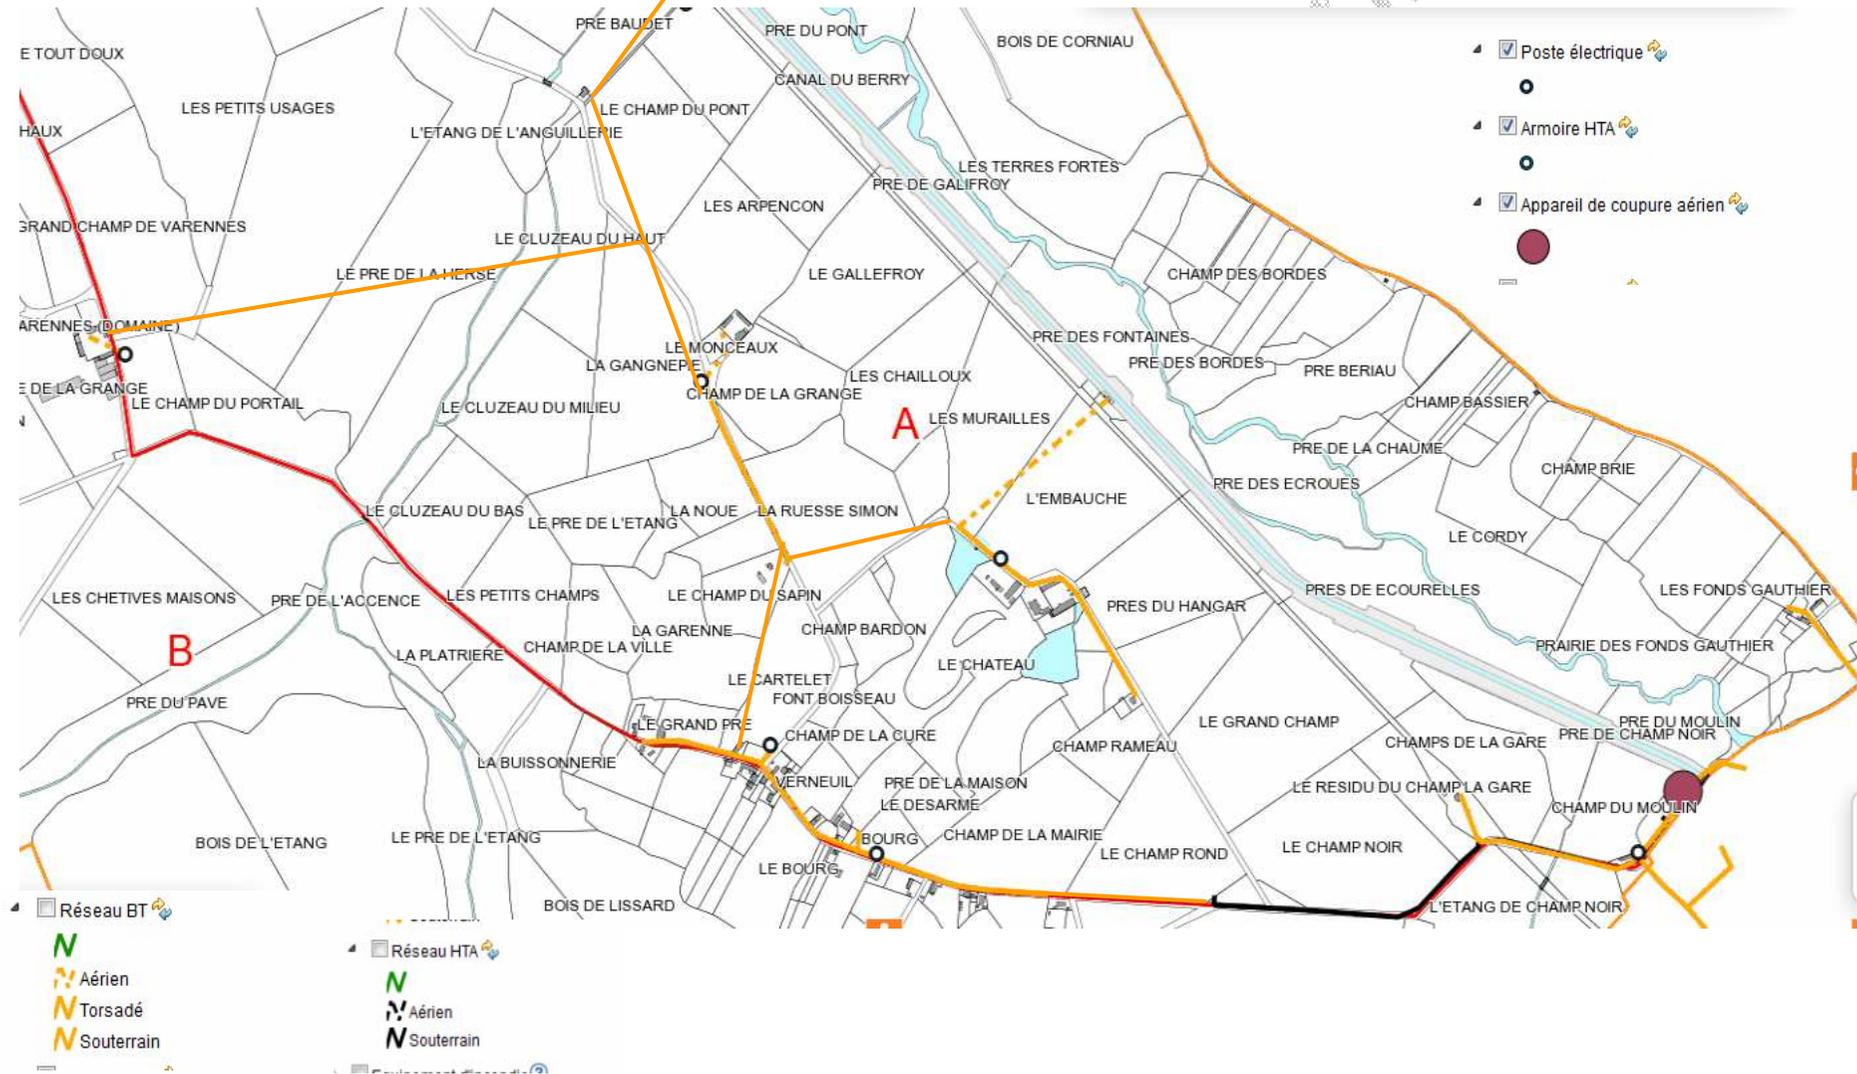 PRE BAUDET
PRE DU PONT
BOIS DE CORNIAU
E TOUT DOUX
CANAL DU BERRY
LES PETITS USAGES
LE CHAMP DU PONT
HAUX
L'ETANG DE L'ANGUILLERIE
LES TERRES FORTES
PRE DE GALIFROY
LES ARPENCON
GRAND CHAMP DE VARENNES
LE CLUZEAU DU HAUT
LE PRE DE LA HERSE
LE GALLEFROY
CHAMP DES BORDES
ARENNES (DOMAINE)
PRE DES FONTAINES
LE MONCEAUX
LA GANGNEPIE
PRE DES BORDES
PRE BERIAU
LES CHAILLOUX
E DE LA GRANGE
CHAMP DE LA GRANGE
LE CHAMP DU PORTAIL
LE CLUZEAU DU MILIEU
CHAMP BASSIER
A
LES MURAILLES
N
PRE DE LA CHAUME
CHAMP BRIE
PRE DES ECROUES
L'EMBAUCHE
LE CLUZEAU DU BAS
LE PRE DE L'ETANG
LA NOUE
LA RUESSE SIMON
LE CORDY
LES CHETIVES MAISONS
PRE DE L'ACCENCE
LES PETITS CHAMPS
LE CHAMP DU SAPIN
PRES DU HANGAR
PRES DE ECOURELLES
LES FONDS GAUTHIER
LA GARENNE
CHAMP BARDON
B
CHAMP DE LA VILLE
LA PLATRIERE
LE CHATEAU
PRAIRIE DES FONDS GAUTHIER
LE CARTELET
FONT BOISSEAU
PRE DU PAVE
LE GRAND PRE
CHAMP DE LA CURE
LE GRAND CHAMP
PRE DU MOULIN
PRE DE CHAMP NOIR
CHAMP RAMEAU
CHAMPS DE LA GARE
LA BUISSONNERIE
VERNEUIL
PRE DE LA MAISON
LE RESIDU DU CHAMP LA GARE
LE DESARME
CHAMP DU MOULIN
BOIS DE L'ETANG
LE PRE DE L'ETANG
BOURG
CHAMP DE LA MAIRIE
LE CHAMP ROND
LE CHAMP NOIR
LE BOURG
BOIS DE LISSARD
L'ETANG DE CHAMP NOIR
Poste électrique
Armoire HTA
Appareil de coupure aérien
Réseau BT
Aérien
Torsadé
Souterrain
Réseau HTA
Aérien
Souterrain